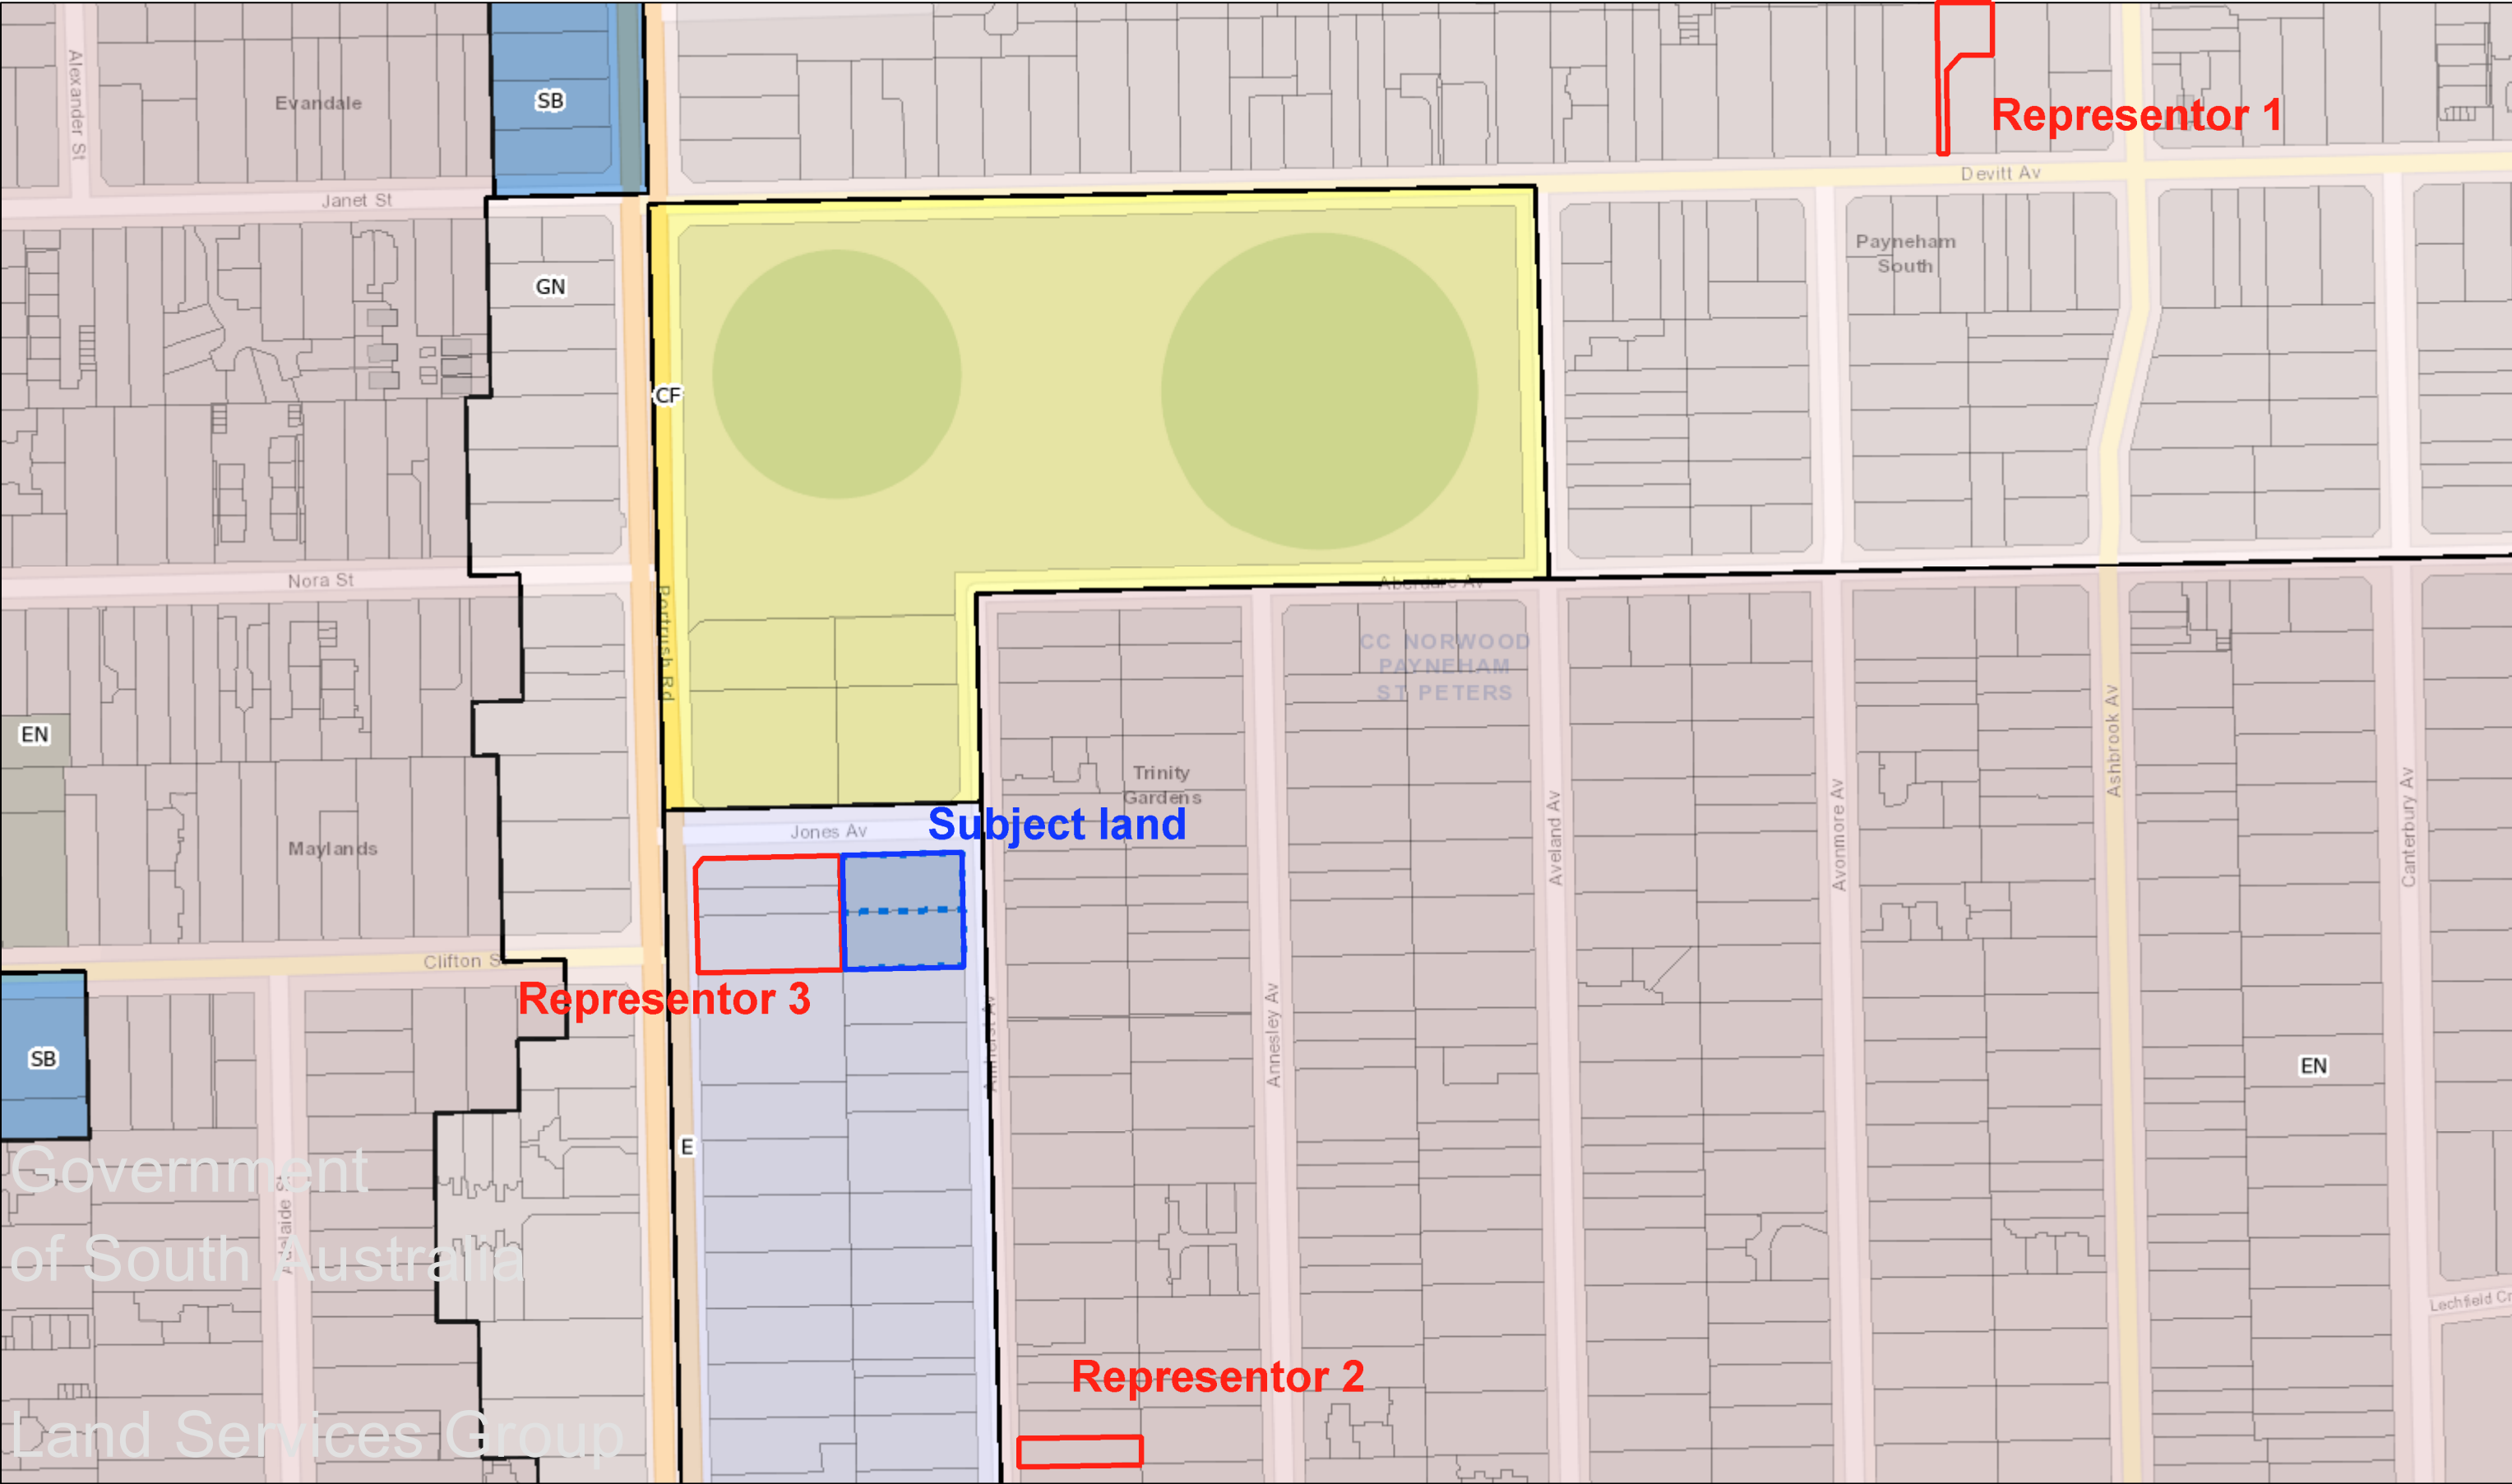 Alexander St
Evandale
SB
Representor 1
Devitt Av
Janet St
Payneham
South
GN
CF
Nora St
Aberdare Av
Portrush Rd
CC NORWOOD
PAYNEHAM
ST PETERS
EN
Trinity
Gardens
Ashbrook Av
Jones Av
Subject land
Maylands
Aveland Av
Avonmore Av
Canterbury Av
Clifton S
Representor 3
Annesley Av
SB
EN
E
Government
of South Australia
Land Services Group
Lechfield Cr
Representor 2